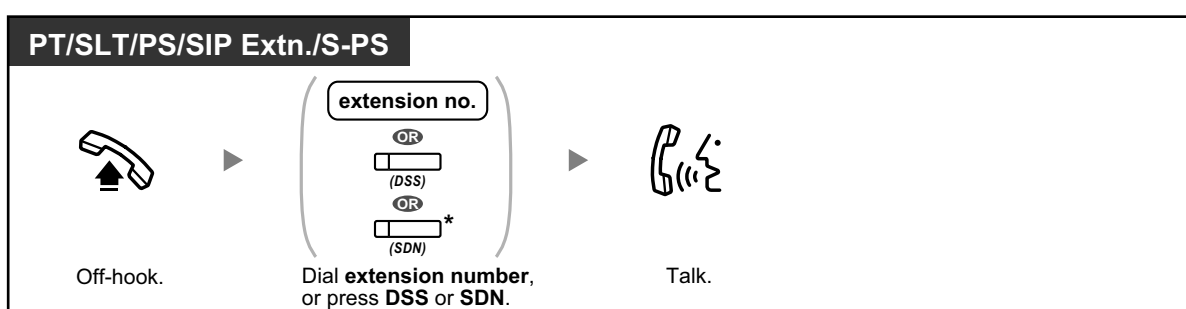 PT/SLT/PS/SIP Extn./S-PS
extension no.
OR
(DSS)
OR
*
(SDN)
Off-hook.
Dial extension number,
or press DSS or SDN.
Talk.